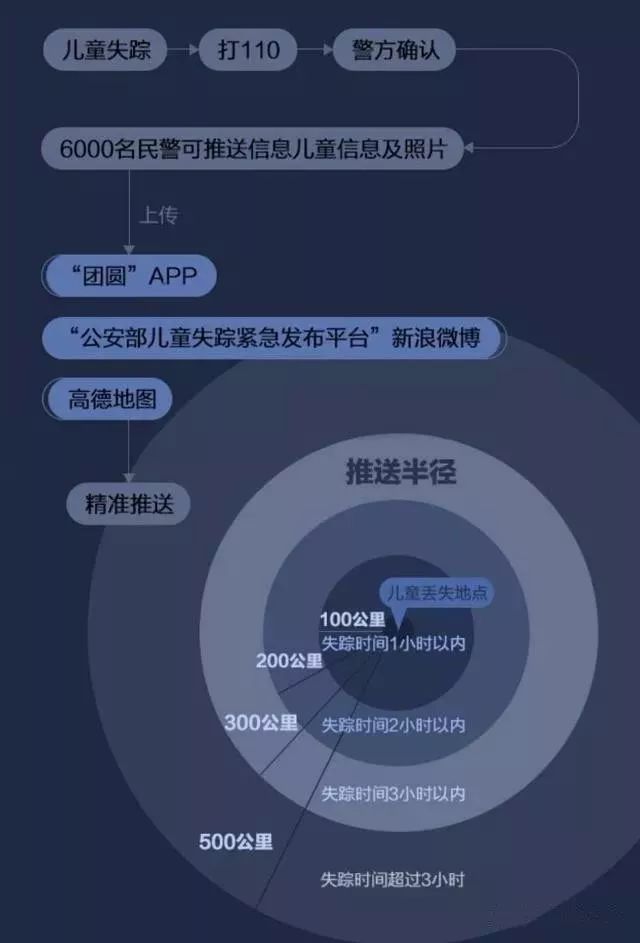 儿童失踪
打110
警方确认
6000名民警可推送信息儿童信息及照片
上传
“团圆”APP
“公安部儿童失踪紧急发布平台”新浪微博
高德地图
精准推送
推送半径
儿童丢失地点
100公里
失踪时间1小时以内
200公里
300公里
失踪时间2小时以内
失踪时间3小时以内
500公里
失踪时间超过3小时